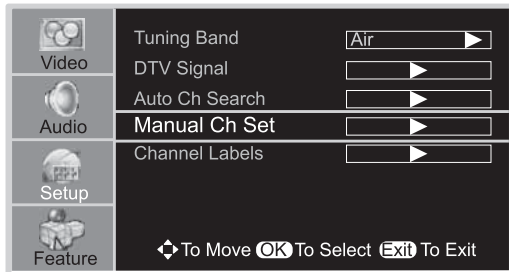 Video
Audio
Setup
Feature
Tuning Band Air
DTV Signal
Auto Ch Search
Manual Ch Set
Channel Labels
To Move OK To Select Exit To Exit